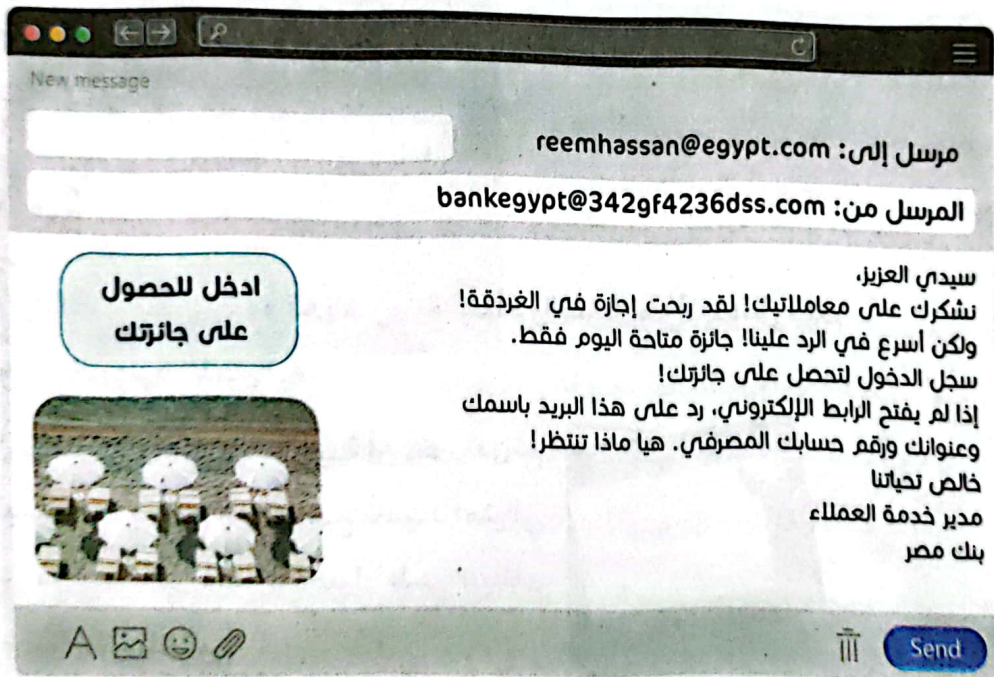 New message
مرسل إلى: reemhassan@egypt.com
المرسل من: bankegypt@342gf4236dss.com
سيدي العزيز،
نشكرك على معاملاتيك! لقد ربحت إجازة في الغردقة!
ولكن أسرع في الرد علينا! جائزة متاحة اليوم فقط.
سجل الدخول لتحصل على جائزتك!
إذا لم يفتح الرابط الإلكتروني، رد على هذا البريد باسمك
وعنوانك ورقم حسابك المصرفي. هيا ماذا تنتظر!
خالص تحياتنا
مدير خدمة العملاء
بنك مصر
ادخل للحصول
على جائزتك
Send